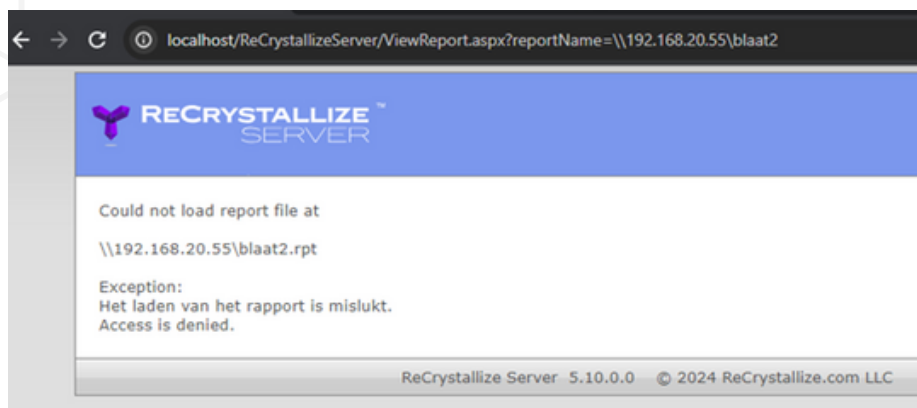 localhost/ReCrystallizeServer/ViewReport.aspx?reportName=\\192.168.20.55\blaat2
RECRYSTALLIZE™
SERVER
Could not load report file at
\\192.168.20.55\blaat2.rpt
Exception:
Het laden van het rapport is mislukt.
Access is denied.
ReCrystallize Server 5.10.0.0 © 2024 ReCrystallize.com LLC